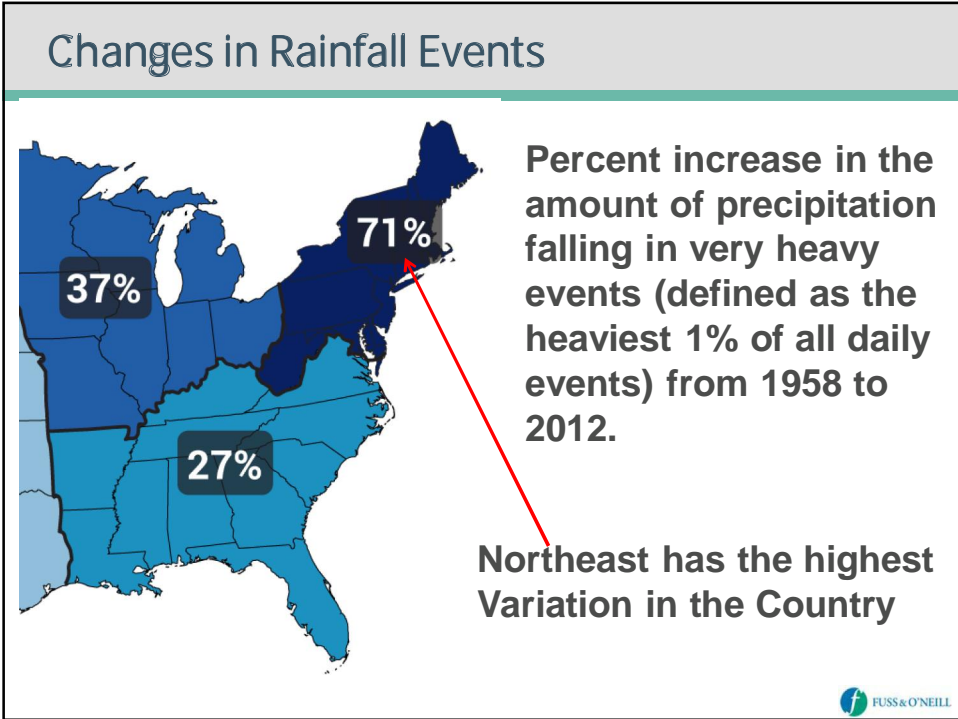 Changes in Rainfall Events
71%
37%
27%
Percent increase in the
amount of precipitation
falling in very heavy
events (defined as the
heaviest 1% of all daily
events) from 1958 to
2012.
Northeast has the highest
Variation in the Country
f FUSS & O'NEILL